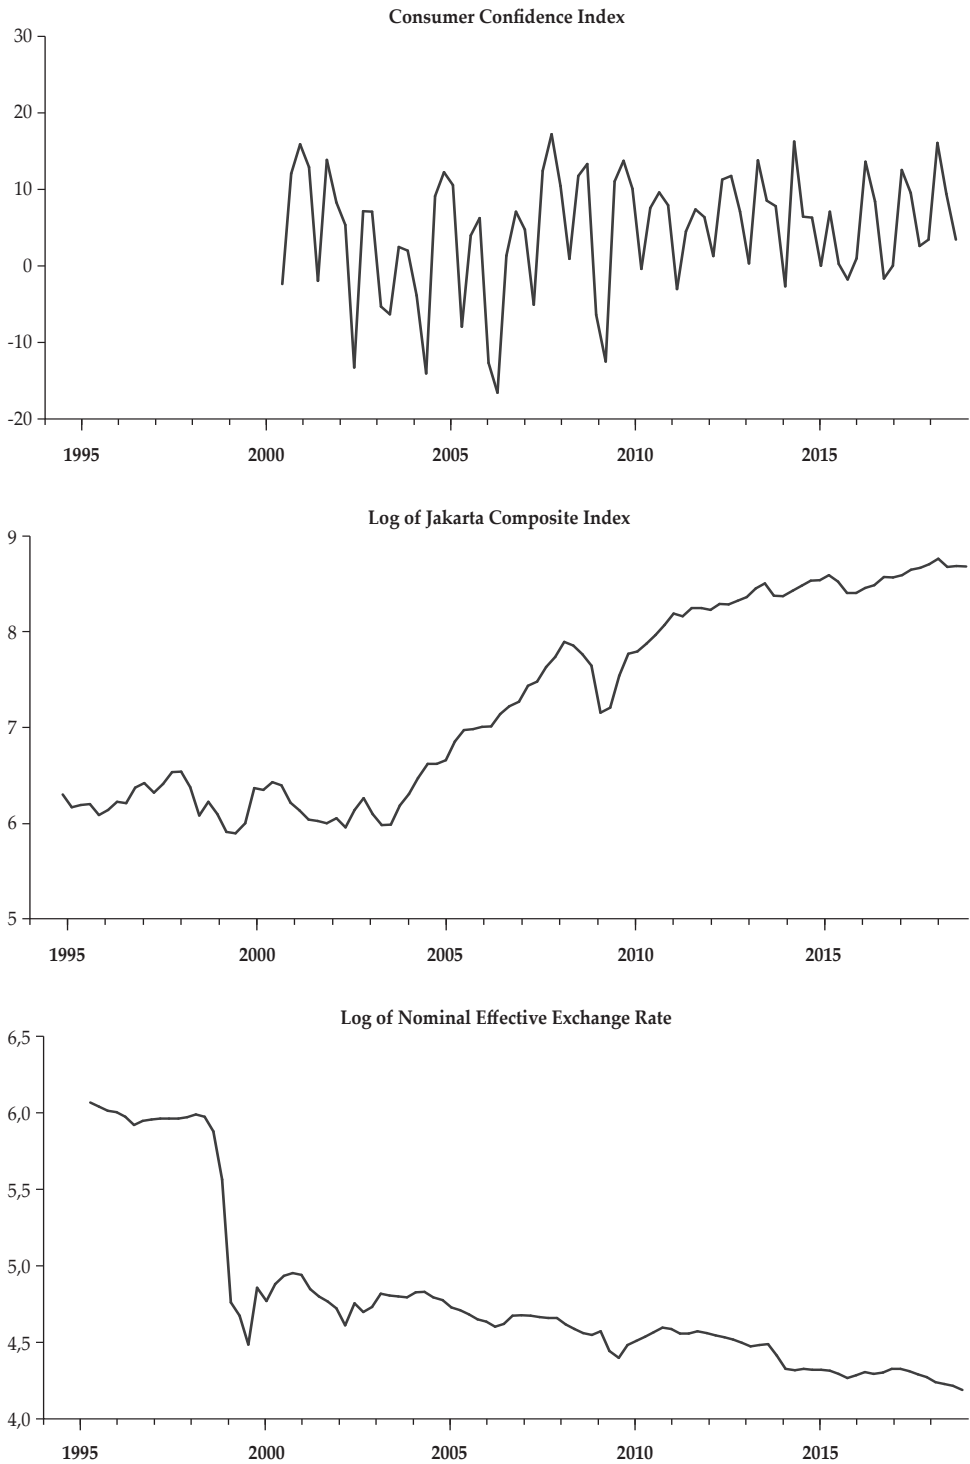 Consumer Confidence Index
30
20
10
0
-10
-20
1995 2000 2005 2010 2015
Log of Jakarta Composite Index
9
8
7
6
5
1995 2000 2005 2010 2015
Log of Nominal Effective Exchange Rate
6,5
6,0
5,5
5,0
4,5
4,0
1995 2000 2005 2010 2015